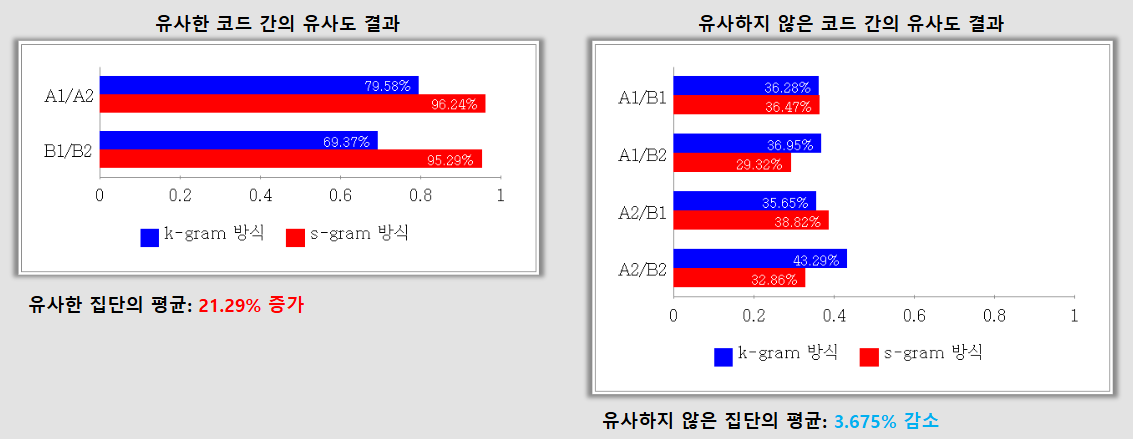 유사한 코드 간의 유사도 결과
A1/A2
79.58%
96.24%
B1/B2
69.37%
95.29%
0 0.2 0.4 0.6 0.8 1
k-gram 방식 s-gram 방식
유사한 집단의 평균: 21.29% 증가
유사하지 않은 코드 간의 유사도 결과
A1/B1
36.28%
36.47%
A1/B2
36.95%
29.32%
A2/B1
35.65%
38.82%
A2/B2
43.29%
32.86%
0 0.2 0.4 0.6 0.8 1
k-gram 방식 s-gram 방식
유사하지 않은 집단의 평균: 3.675% 감소